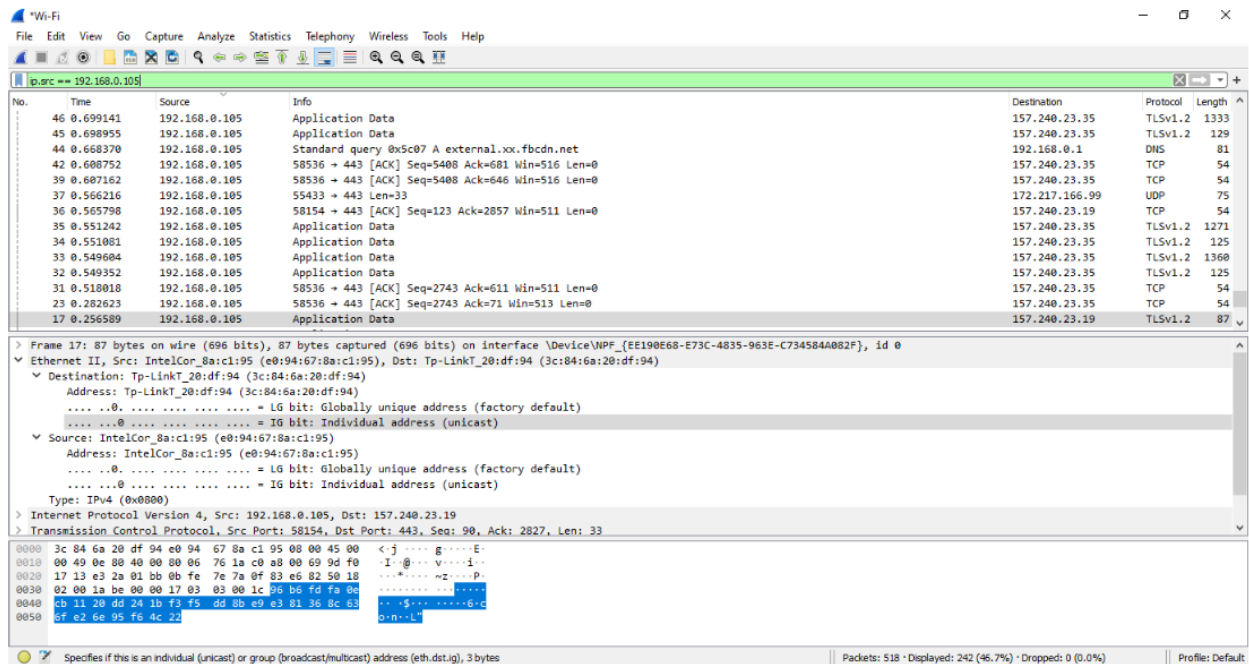 *Wi-Fi
File Edit View Go Capture Analyze Statistics Telephony Wireless Tools Help
ip.src == 192.168.0.105
No. Time Source Info Destination Protocol Length
46 0.699141 192.168.0.105 Application Data 157.240.23.35 TLSv1.2 1333
45 0.698955 192.168.0.105 Application Data 157.240.23.35 TLSv1.2 129
44 0.668370 192.168.0.105 Standard query 0x5c07 A external.xx.fbcdn.net 192.168.0.1 DNS 81
42 0.608752 192.168.0.105 58536 → 443 [ACK] Seq=5408 Ack=681 Win=516 Len=0 157.240.23.35 TCP 54
39 0.607162 192.168.0.105 58536 → 443 [ACK] Seq=5408 Ack=646 Win=516 Len=0 157.240.23.35 TCP 54
37 0.566216 192.168.0.105 55433 → 443 Len=33 172.217.166.99 UDP 75
36 0.565798 192.168.0.105 58154 → 443 [ACK] Seq=123 Ack=2857 Win=511 Len=0 157.240.23.19 TCP 54
35 0.551242 192.168.0.105 Application Data 157.240.23.35 TLSv1.2 1271
34 0.551081 192.168.0.105 Application Data 157.240.23.35 TLSv1.2 125
33 0.549604 192.168.0.105 Application Data 157.240.23.35 TLSv1.2 1360
32 0.549352 192.168.0.105 Application Data 157.240.23.35 TLSv1.2 125
31 0.518018 192.168.0.105 58536 → 443 [ACK] Seq=2743 Ack=611 Win=511 Len=0 157.240.23.35 TCP 54
23 0.282623 192.168.0.105 58536 → 443 [ACK] Seq=2743 Ack=71 Win=513 Len=0 157.240.23.35 TCP 54
17 0.256589 192.168.0.105 Application Data 157.240.23.19 TLSv1.2 87
> Frame 17: 87 bytes on wire (696 bits), 87 bytes captured (696 bits) on interface \Device\NPF_{EE190E68-E73C-4835-963E-C734584A082F}, id 0
Ethernet II, Src: IntelCor_8a:c1:95 (e0:94:67:8a:c1:95), Dst: Tp-LinkT_20:df:94 (3c:84:6a:20:df:94)
Destination: Tp-LinkT_20:df:94 (3c:84:6a:20:df:94)
Address: Tp-LinkT_20:df:94 (3c:84:6a:20:df:94)
.... ..0. .... .... .... .... = LG bit: Globally unique address (factory default)
.... ...0 .... .... .... .... = IG bit: Individual address (unicast)
Source: IntelCor_8a:c1:95 (e0:94:67:8a:c1:95)
Address: IntelCor_8a:c1:95 (e0:94:67:8a:c1:95)
.... ..0. .... .... .... .... = LG bit: Globally unique address (factory default)
.... ...0 .... .... .... .... = IG bit: Individual address (unicast)
Type: IPv4 (0x0800)
> Internet Protocol Version 4, Src: 192.168.0.105, Dst: 157.240.23.19
> Transmission Control Protocol, Src Port: 58154, Dst Port: 443, Seq: 90, Ack: 2827, Len: 33
0000 3c 84 6a 20 df 94 e0 94 67 8a c1 95 08 00 45 00 <·j ···· g·····E·
0010 00 49 0e 80 40 00 80 06 76 1a c0 a8 00 69 9d f0 ·I··@··· v····i··
0020 17 13 e3 2a 01 bb 0b fe 7e 7a 0f 83 e6 82 50 18 ···*···· ~z····P·
0030 02 00 1a be 00 00 17 03 03 00 1c 96 b6 fd fa 0e ········ ········
0040 cb 11 20 dd 24 1b f3 f5 dd 8b e9 e3 81 36 8c 63 ·· ·$··· ·····6·c
0050 6f e2 6e 95 f6 4c 22 o·n··L"
Specifies if this is an individual (unicast) or group (broadcast/multicast) address (eth.dst.ig), 3 bytes Packets: 518 · Displayed: 242 (46.7%) · Dropped: 0 (0.0%) Profile: Default